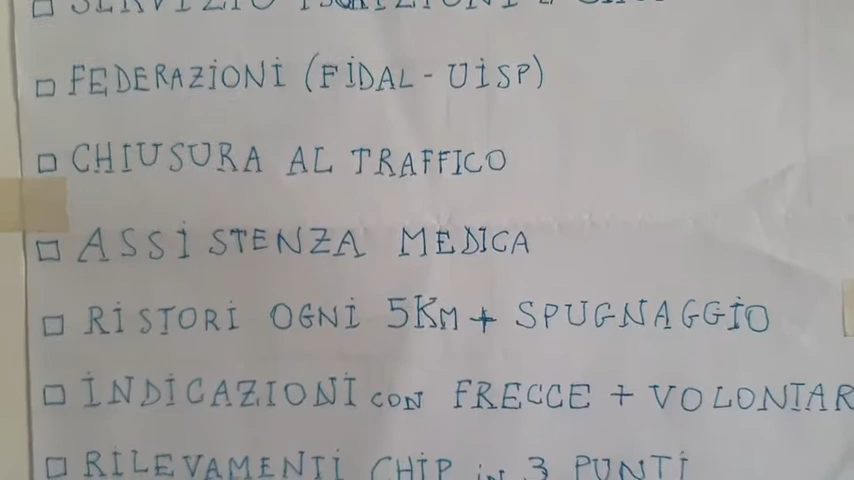 □ SERVIZIO
□ FEDERAZIONI (FIDAL - UISP)
□ CHIUSURA AL TRAFFICO
□ ASSISTENZA MEDICA
□ RISTORI OGNI 5KM + SPUGNAGGIO
□ INDICAZIONI CON FRECCE + VOLONTAR
□ RILEVAMENTI CHIP in 3 PUNTI